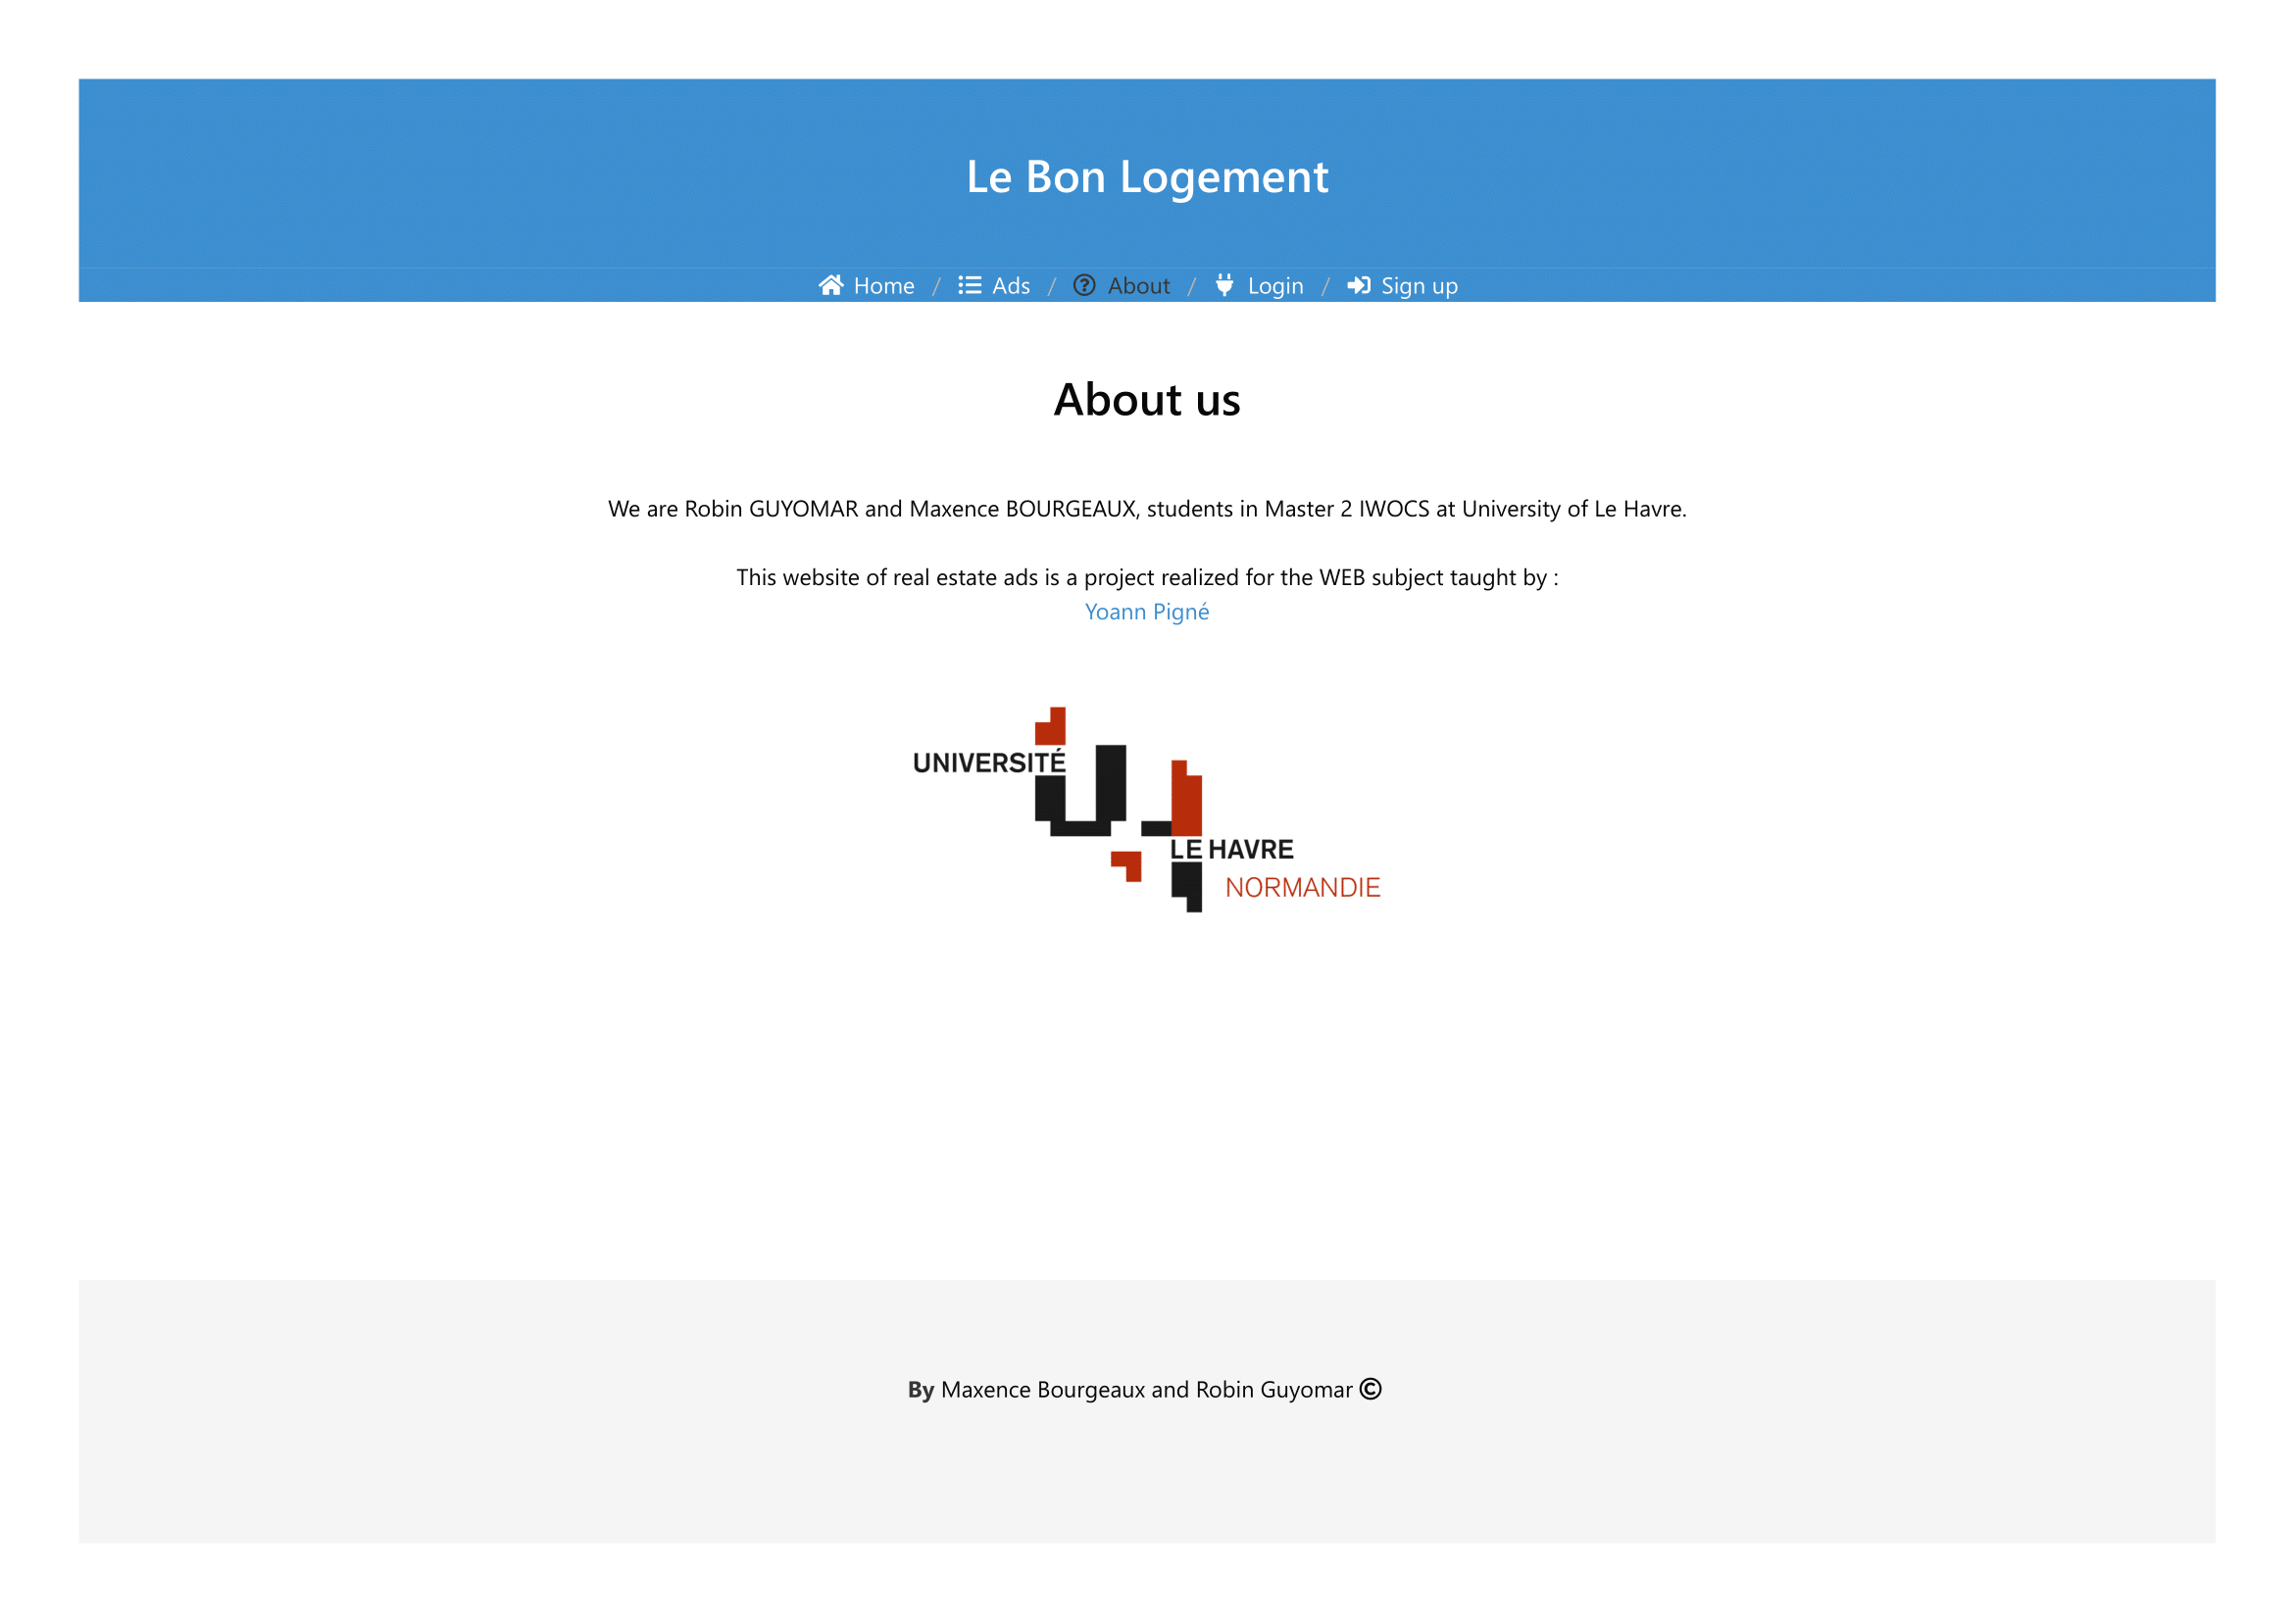 Le Bon Logement
Home / Ads / About / Login / Sign up
About us
We are Robin GUYOMAR and Maxence BOURGEAUX, students in Master 2 IWOCS at University of Le Havre.
This website of real estate ads is a project realized for the WEB subject taught by :
Yoann Pigné
UNIVERSITÉ
LE HAVRE
NORMANDIE
By Maxence Bourgeaux and Robin Guyomar ©